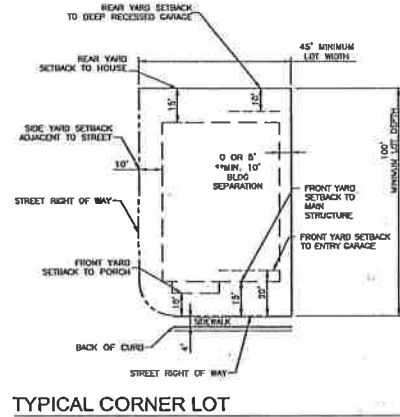 REAR YARD SETBACK
TO DEEP RECESSED GARAGE
45' MINIMUM
LOT WIDTH
REAR YARD
SETBACK TO HOUSE
15'
10'
SIDE YARD SETBACK
ADJACENT TO STREET
10'
0 OR 5'
**MIN. 10'
BLDG
SEPARATION
100'
MINIMUM LOT DEPTH
STREET RIGHT OF WAY
FRONT YARD
SETBACK TO
MAIN
STRUCTURE
FRONT YARD SETBACK
TO ENTRY GARAGE
FRONT YARD
SETBACK TO PORCH
10'
15'
20'
SIDEWALK
4'
BACK OF CURB
STREET RIGHT OF WAY
TYPICAL CORNER LOT